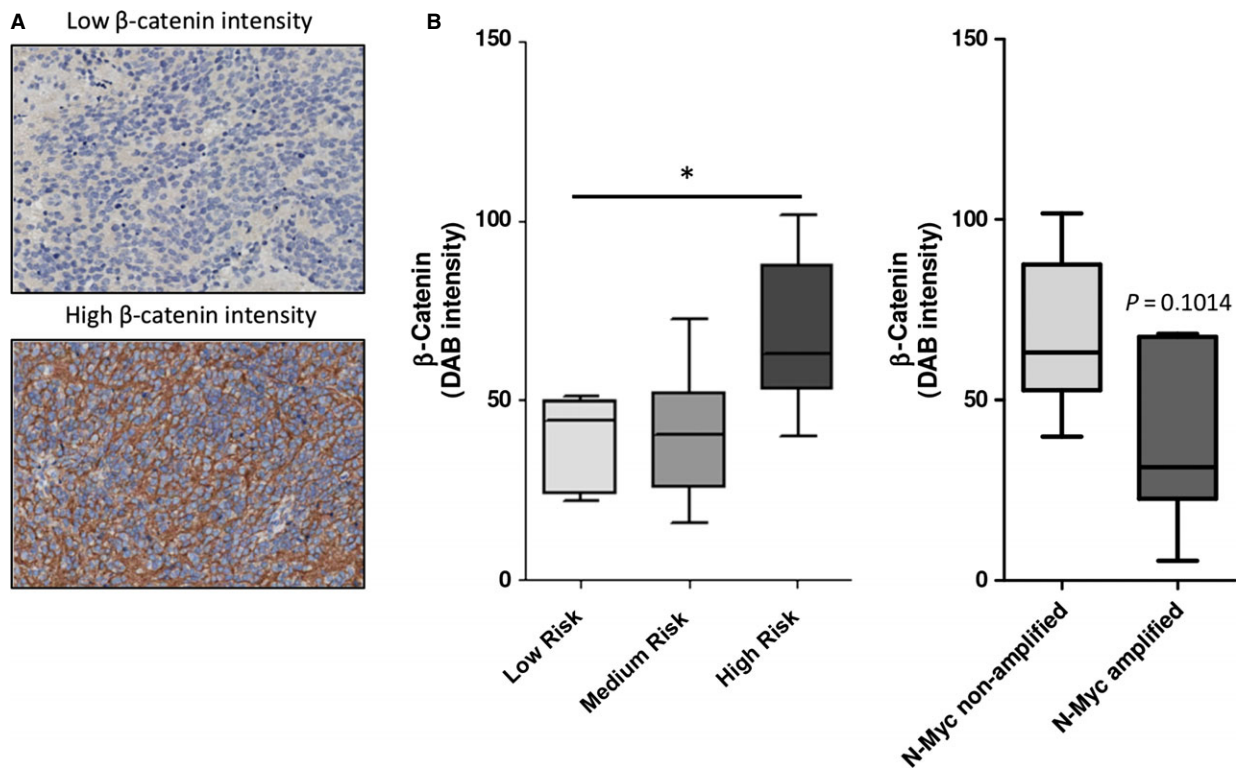 A
Low β-catenin intensity
High β-catenin intensity
B
150
100
50
0
β-Catenin
(DAB intensity)
*
Low Risk
Medium Risk
High Risk
150
100
50
0
β-Catenin
(DAB intensity)
P = 0.1014
N-Myc non-amplified
N-Myc amplified